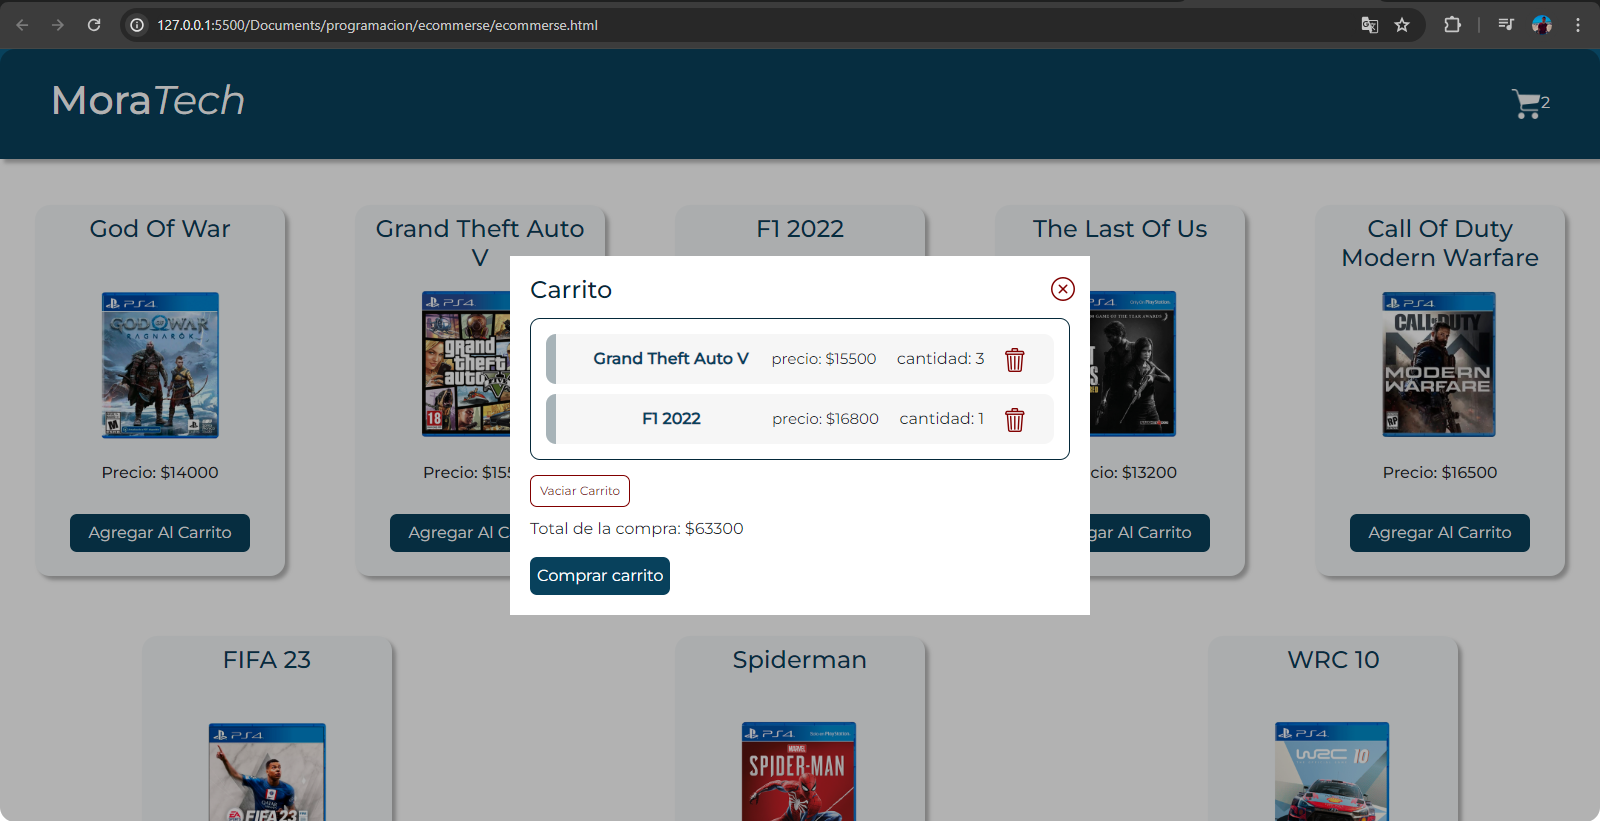 127.0.0.1:5500/Documents/programacion/ecommerse/ecommerse.html
MoraTech
2
God Of War
Grand Theft Auto
V
F1 2022
The Last Of Us
Call Of Duty
Modern Warfare
Carrito
Grand Theft Auto V precio: $15500 cantidad: 3
F1 2022 precio: $16800 cantidad: 1
Vaciar Carrito
Total de la compra: $63300
Comprar carrito
PS4
GOD OF WAR
RAGNARÖK
PS4
grand
theft
auto
V
18
PS4
CALL OF DUTY
MODERN
WARFARE
Precio: $14000
Precio: $13200
Precio: $16500
Agregar Al Carrito
Agregar Al C
gar Al Carrito
Agregar Al Carrito
FIFA 23
Spiderman
WRC 10
PS4
EA
FIFA 23
PS4
MARVEL
SPIDER-MAN
PS4
WRC 10